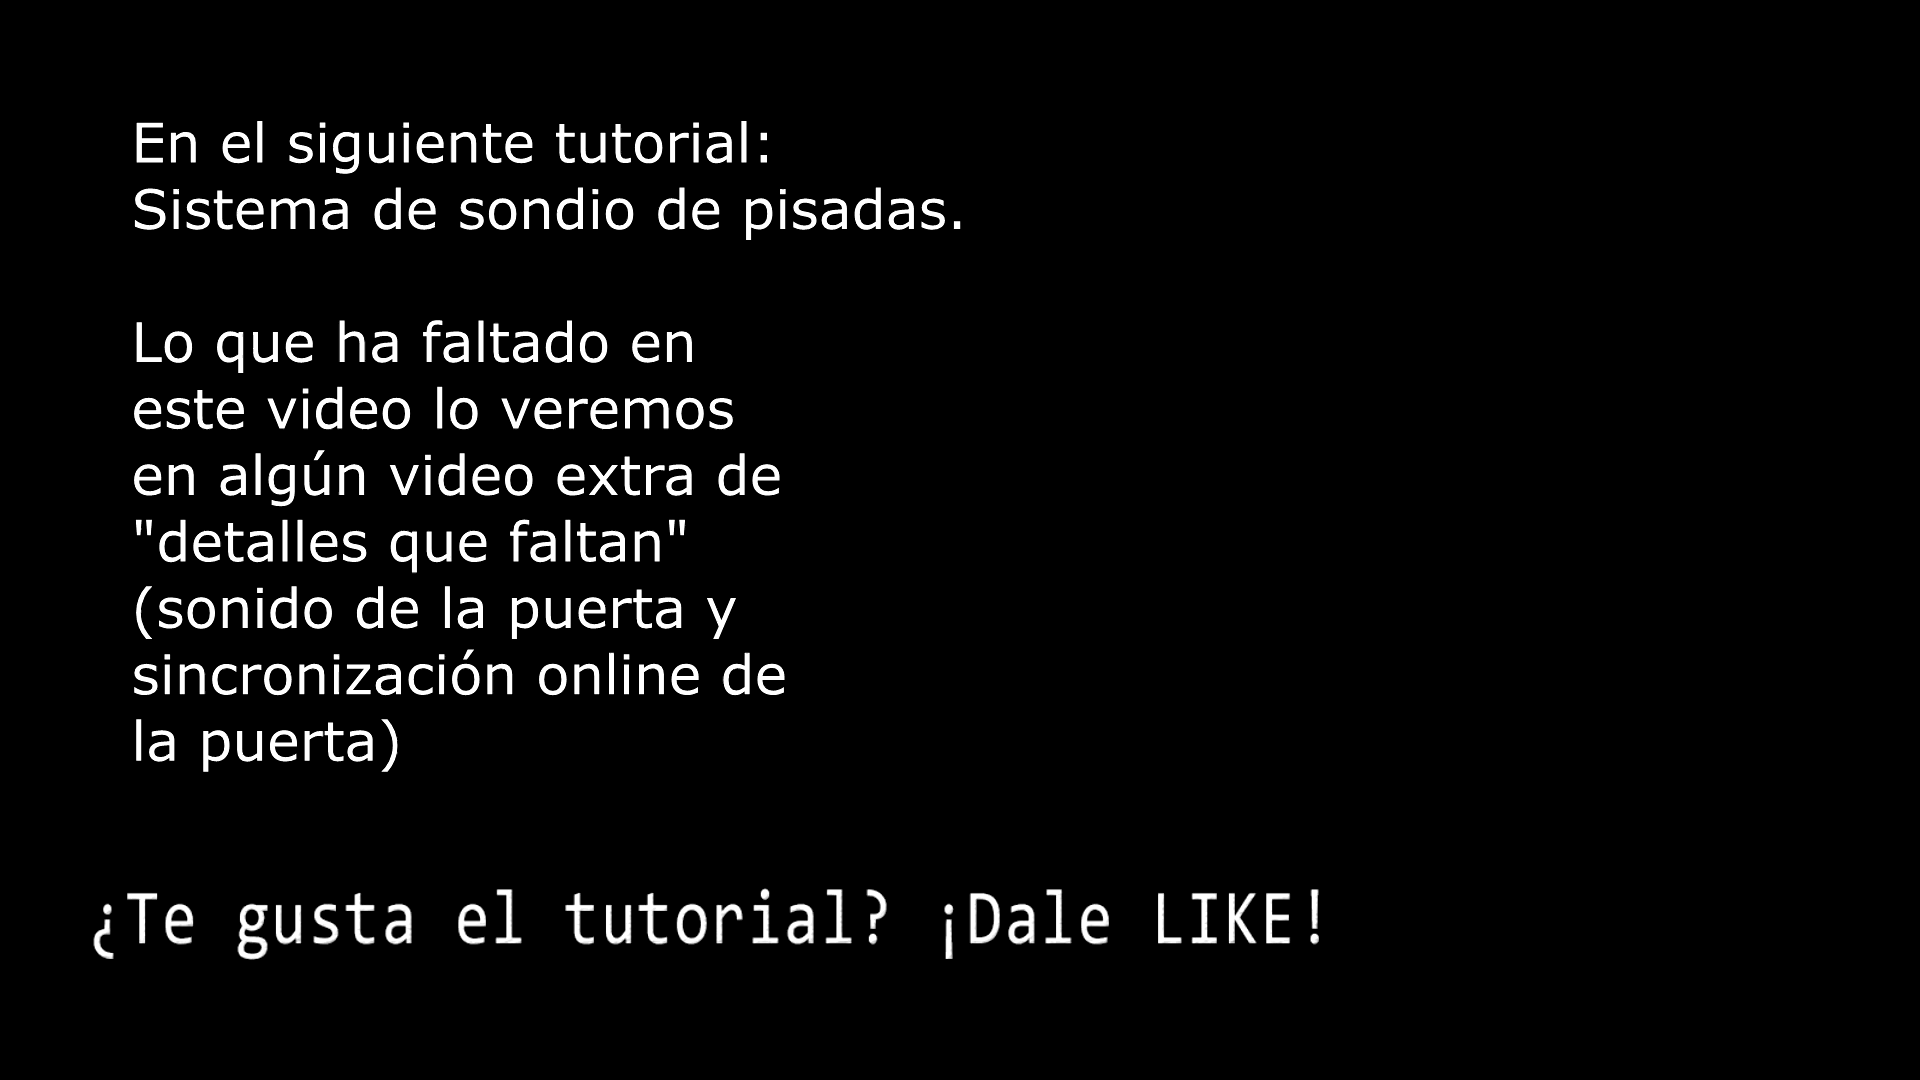 En el siguiente tutorial:
Sistema de sondio de pisadas.
Lo que ha faltado en
este video lo veremos
en algún video extra de
"detalles que faltan"
(sonido de la puerta y
sincronización online de
la puerta)
¿Te gusta el tutorial? ¡Dale LIKE!